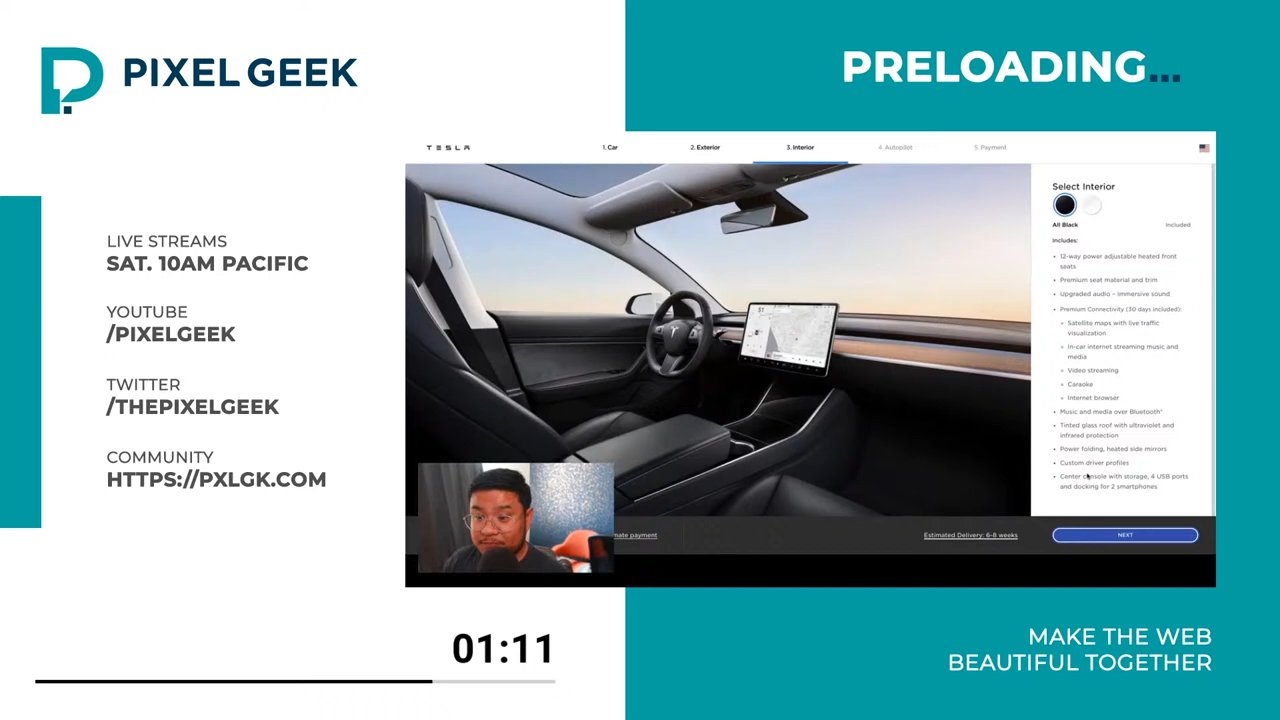 PIXEL GEEK
PRELOADING...
LIVE STREAMS
SAT. 10AM PACIFIC
YOUTUBE
/PIXELGEEK
TWITTER
/THEPIXELGEEK
COMMUNITY
HTTPS://PXLGK.COM
TESLA
1. Car
2. Exterior
3. Interior
4. Autopilot
5. Payment
Select Interior
All Black Included
Includes:
12-way power adjustable heated front
seats
Premium seat material and trim
Upgraded audio – immersive sound
Premium Connectivity (30 days included):
Satellite maps with live traffic
visualization
In-car internet streaming music and
media
Video streaming
Caraoke
Internet browser
Music and media over Bluetooth®
Tinted glass roof with ultraviolet and
infrared protection
Power folding, heated side mirrors
Custom driver profiles
Center console with storage, 4 USB ports
and docking for 2 smartphones
payment
Estimated Delivery: 6-8 weeks
NEXT
01:11
MAKE THE WEB
BEAUTIFUL TOGETHER